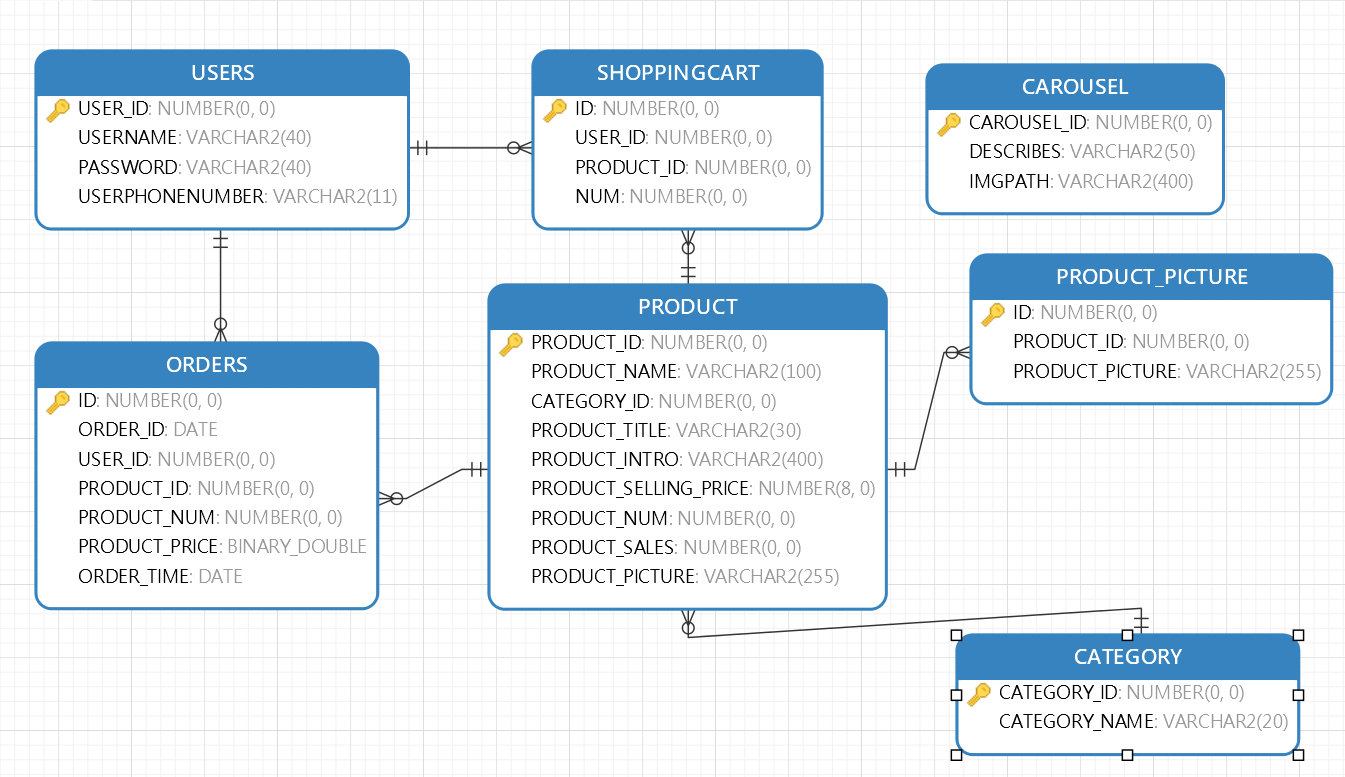 USERS
USER_ID: NUMBER(0, 0)
USERNAME: VARCHAR2(40)
PASSWORD: VARCHAR2(40)
USERPHONENUMBER: VARCHAR2(11)
SHOPPINGCART
ID: NUMBER(0, 0)
USER_ID: NUMBER(0, 0)
PRODUCT_ID: NUMBER(0, 0)
NUM: NUMBER(0, 0)
CAROUSEL
CAROUSEL_ID: NUMBER(0, 0)
DESCRIBES: VARCHAR2(50)
IMGPATH: VARCHAR2(400)
ORDERS
ID: NUMBER(0, 0)
ORDER_ID: DATE
USER_ID: NUMBER(0, 0)
PRODUCT_ID: NUMBER(0, 0)
PRODUCT_NUM: NUMBER(0, 0)
PRODUCT_PRICE: BINARY_DOUBLE
ORDER_TIME: DATE
PRODUCT
PRODUCT_ID: NUMBER(0, 0)
PRODUCT_NAME: VARCHAR2(100)
CATEGORY_ID: NUMBER(0, 0)
PRODUCT_TITLE: VARCHAR2(30)
PRODUCT_INTRO: VARCHAR2(400)
PRODUCT_SELLING_PRICE: NUMBER(8, 0)
PRODUCT_NUM: NUMBER(0, 0)
PRODUCT_SALES: NUMBER(0, 0)
PRODUCT_PICTURE: VARCHAR2(255)
PRODUCT_PICTURE
ID: NUMBER(0, 0)
PRODUCT_ID: NUMBER(0, 0)
PRODUCT_PICTURE: VARCHAR2(255)
CATEGORY
CATEGORY_ID: NUMBER(0, 0)
CATEGORY_NAME: VARCHAR2(20)